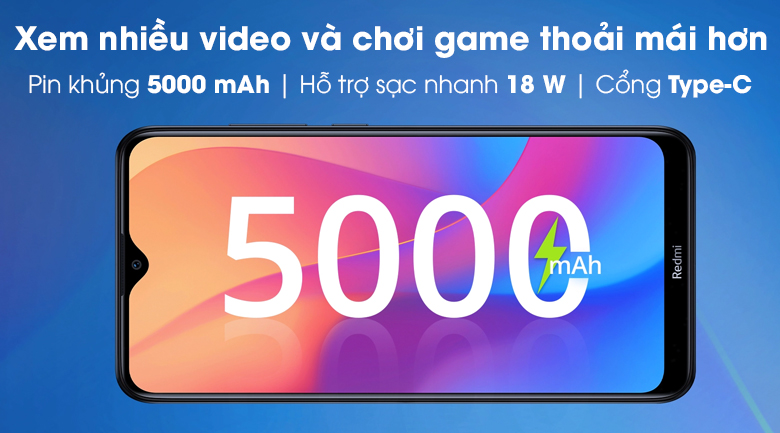 Xem nhiều video và chơi game thoải mái hơn
Pin khủng 5000 mAh | Hỗ trợ sạc nhanh 18 W | Cổng Type-C
5000
mAh
Redmi